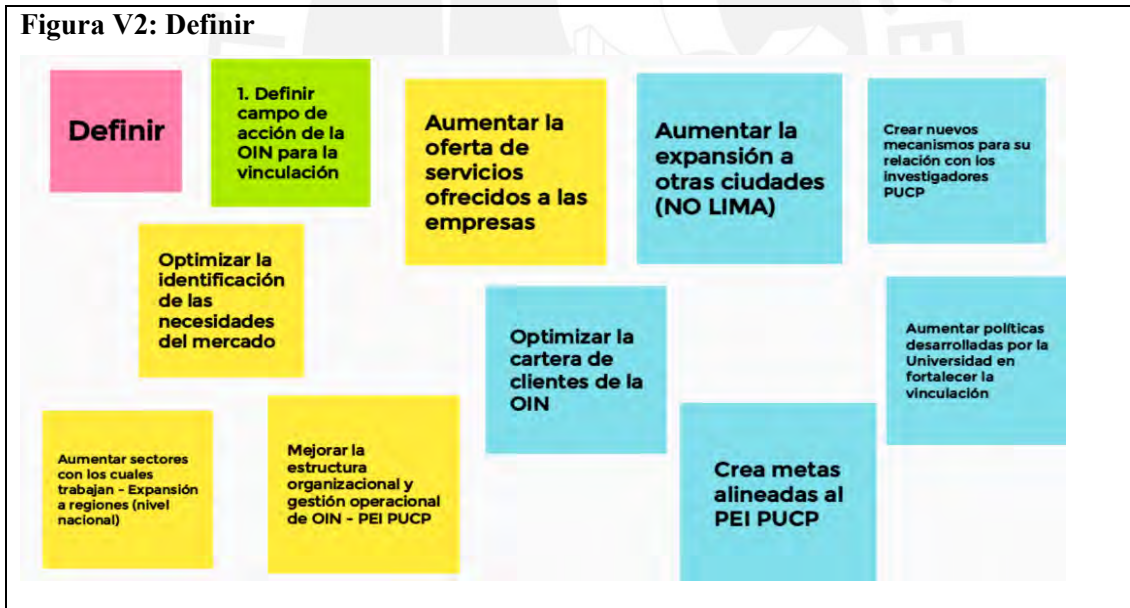 Figura V2: Definir
Definir
1. Definir
campo de
acción de la
OIN para la
vinculación
Aumentar la
oferta de
servicios
ofrecidos a las
empresas
Aumentar la
expansión a
otras ciudades
(NO LIMA)
Crear nuevos
mecanismos para su
relación con los
investigadores
PUCP
Optimizar la
identificación
de las
necesidades
del mercado
Optimizar la
cartera de
clientes de la
OIN
Aumentar políticas
desarrolladas por la
Universidad en
fortalecer la
vinculación
Aumentar sectores
con los cuales
trabajan - Expansión
a regiones (nivel
nacional)
Mejorar la
estructura
organizacional y
gestión operacional
de OIN - PEI PUCP
Crea metas
alineadas al
PEI PUCP